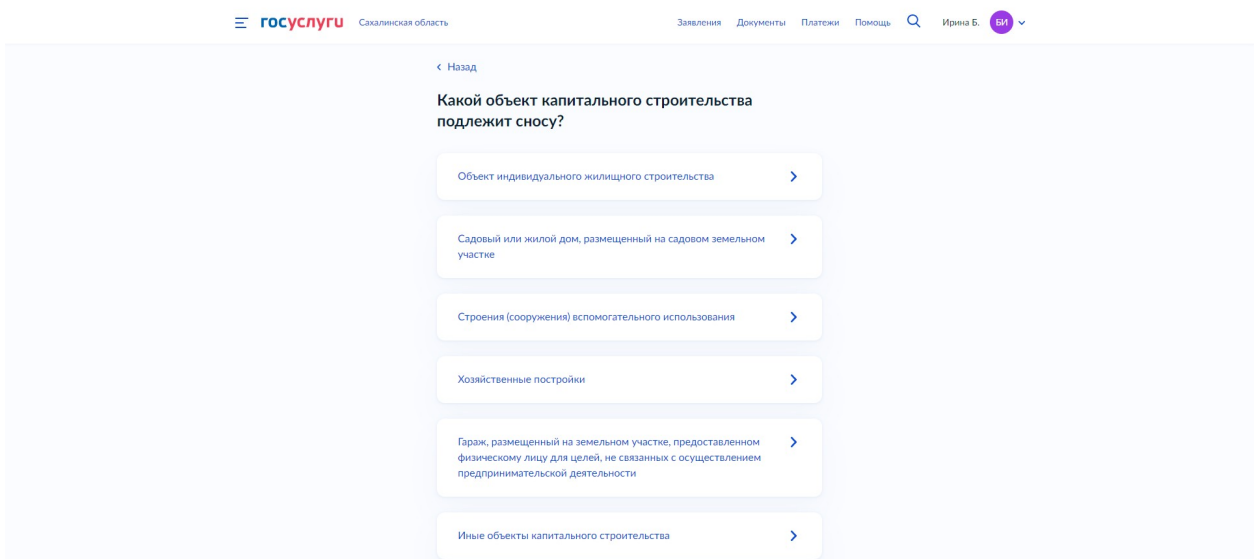 госуслуги Сахалинская область Заявления Документы Платежи Помощь Ирина Б. БИ
Назад
Какой объект капитального строительства
подлежит сносу?
Объект индивидуального жилищного строительства
Садовый или жилой дом, размещенный на садовом земельном
участке
Строения (сооружения) вспомогательного использования
Хозяйственные постройки
Гараж, размещенный на земельном участке, предоставленном
физическому лицу для целей, не связанных с осуществлением
предпринимательской деятельности
Иные объекты капитального строительства